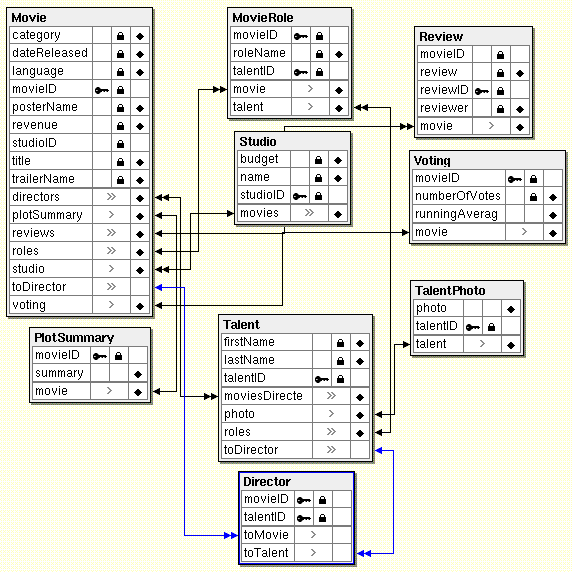 Movie
category
dateReleased
language
movieID
posterName
revenue
studioID
title
trailerName
directors
plotSummary
reviews
roles
studio
toDirector
voting
MovieRole
movieID
roleName
talentID
movie
talent
Review
movieID
review
reviewID
reviewer
movie
Studio
budget
name
studioID
movies
Voting
movieID
numberOfVotes
runningAverag
movie
TalentPhoto
photo
talentID
talent
PlotSummary
movieID
summary
movie
Talent
firstName
lastName
talentID
moviesDirecte
photo
roles
toDirector
Director
movieID
talentID
toMovie
toTalent